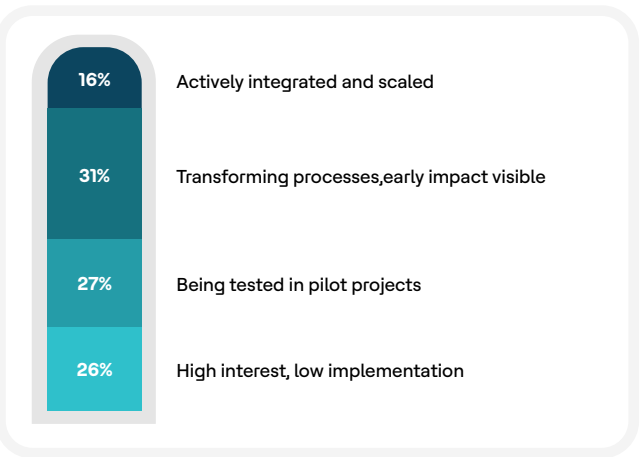 16%
Actively integrated and scaled
31%
Transforming processes,early impact visible
27%
Being tested in pilot projects
26%
High interest, low implementation